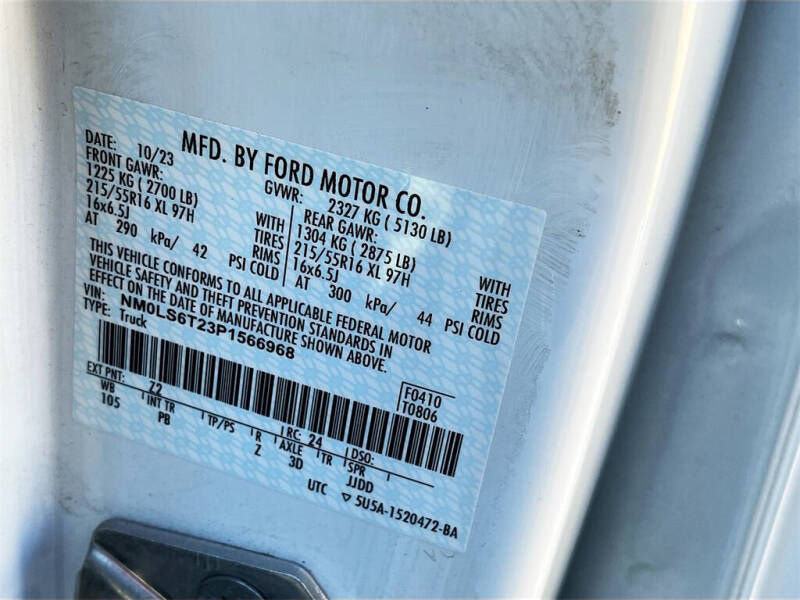 MFD. BY FORD MOTOR CO.
DATE: 10/23 GVWR: 2327 KG ( 5130 LB)
FRONT GAWR: REAR GAWR:
1225 KG ( 2700 LB) WITH 1304 KG ( 2875 LB) WITH
215/55R16 XL 97H TIRES 215/55R16 XL 97H TIRES
16x6.5J RIMS 16x6.5J RIMS
AT 290 kPa/ 42 PSI COLD AT 300 kPa/ 44 PSI COLD
THIS VEHICLE CONFORMS TO ALL APPLICABLE FEDERAL MOTOR
VEHICLE SAFETY AND THEFT PREVENTION STANDARDS IN
EFFECT ON THE DATE OF MANUFACTURE SHOWN ABOVE.
VIN: NM0LS6T23P1566968
TYPE: Truck
F0410
T0806
EXT PNT: Z2 RC: 24 DSO:
WB INT TR TP/PS R AXLE TR SPR
105 PB Z 3D JJDD
UTC 5U5A-1520472-BA